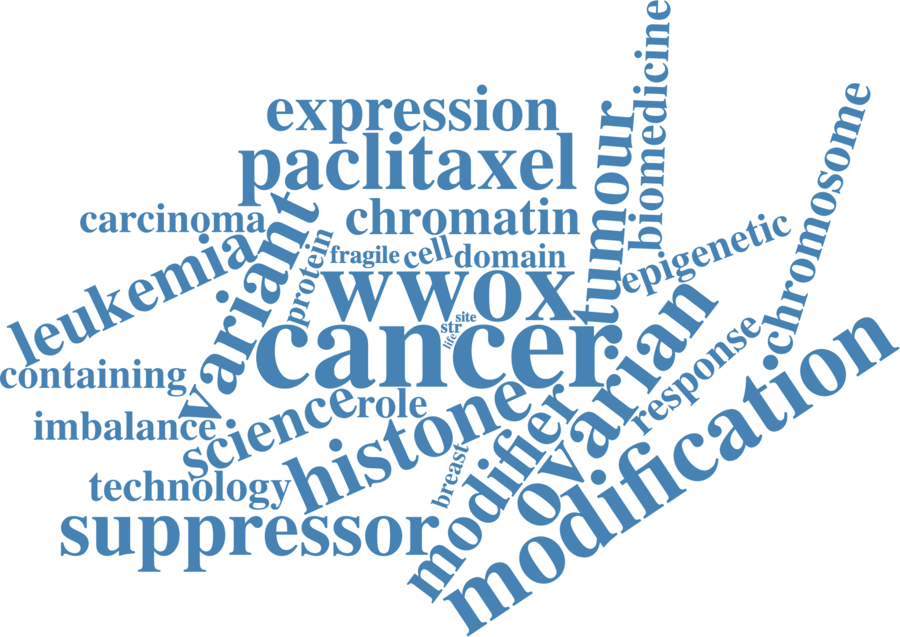 biomedicine
expression
tumour
chromosome
paclitaxel
carcinoma
chromatin
variant
epigenetic
leukemia
protein
fragile
cell
domain
wwox
site
str
life
cancer
ovarian
response
containing
science
role
imbalance
histone
modifier
modification
breast
technology
suppressor